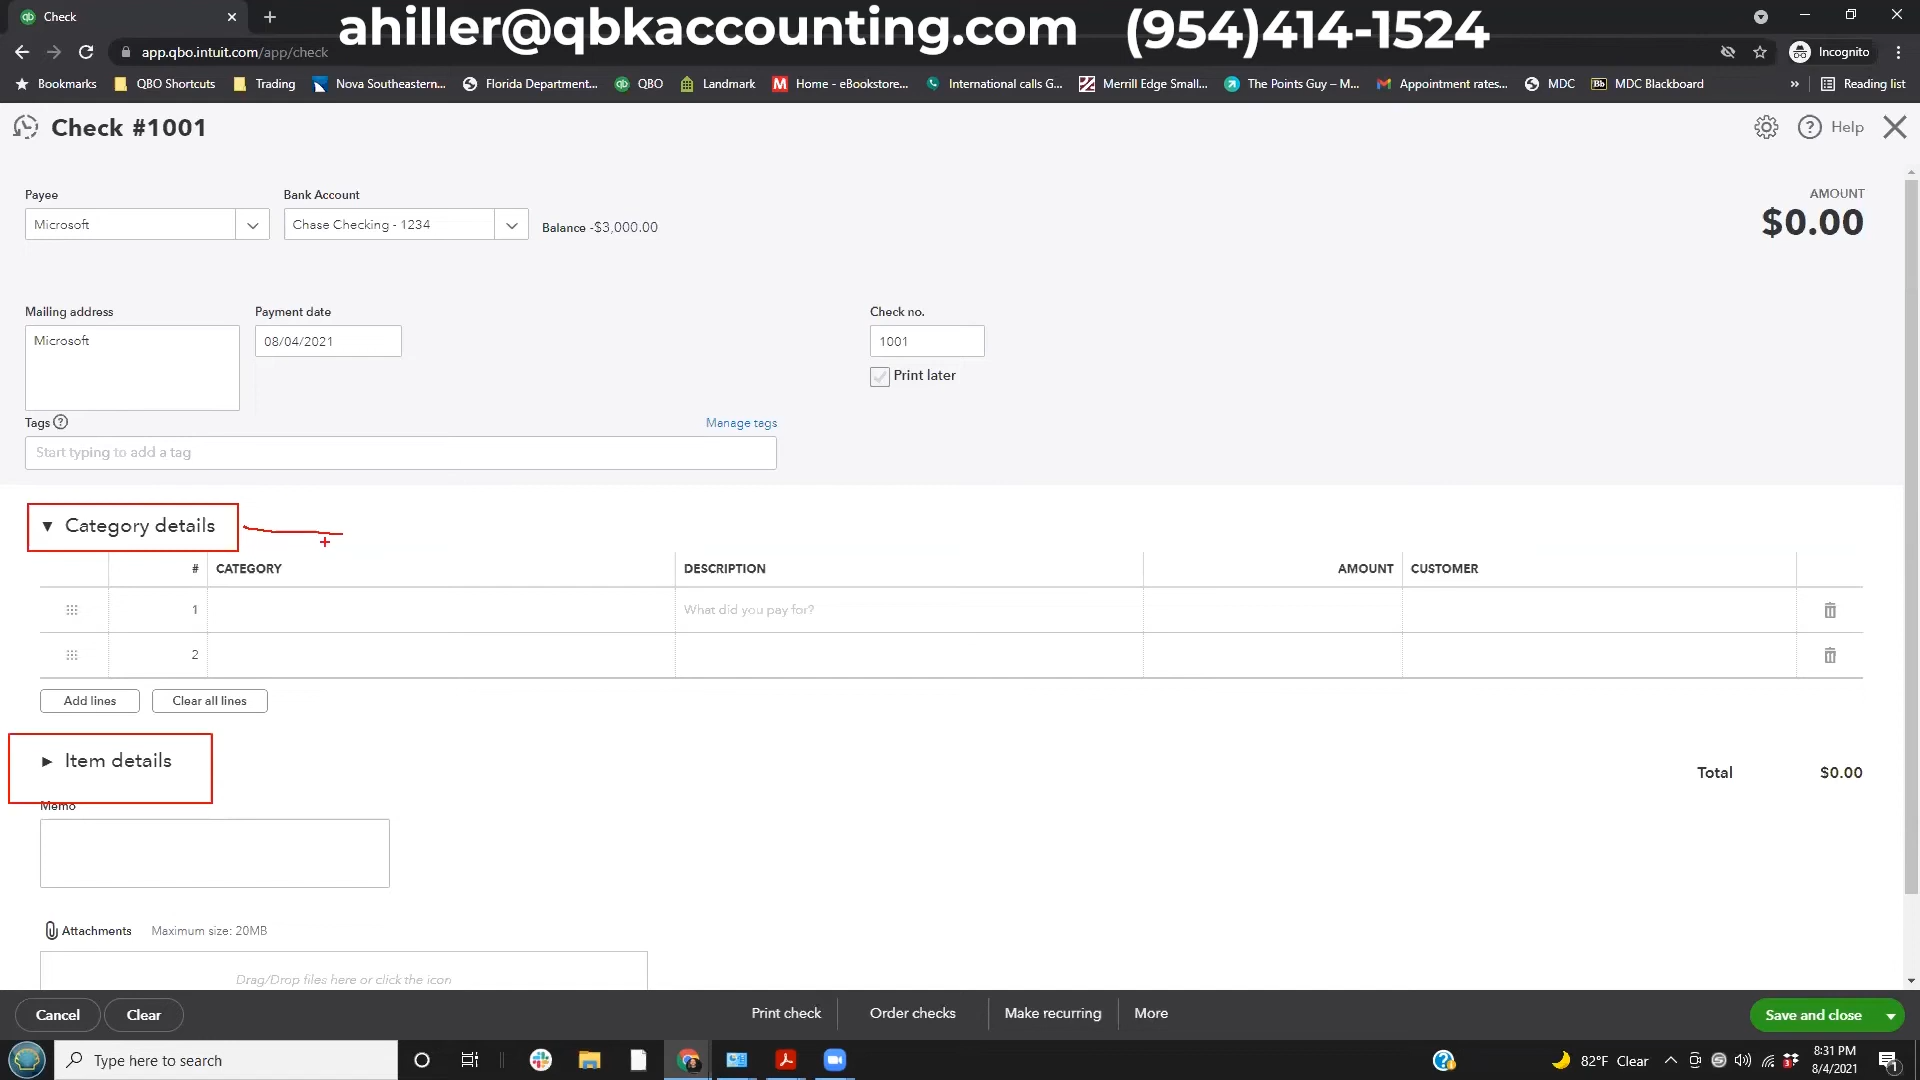 Check
ahiller@qbkaccounting.com (954)414-1524
app.qbo.intuit.com/app/check
Incognito
Bookmarks
QBO Shortcuts
Trading
Nova Southeastern...
Florida Department...
QBO
Landmark
Home - eBookstore...
International calls G...
Merrill Edge Small...
The Points Guy – M...
Appointment rates...
MDC
Bb MDC Blackboard
»
Reading list
Check #1001
Help
Payee
Bank Account
AMOUNT
Microsoft
Chase Checking - 1234
Balance -$3,000.00
$0.00
Mailing address
Payment date
Check no.
Microsoft
08/04/2021
1001
Print later
Tags
Manage tags
Start typing to add a tag
Category details
# CATEGORY DESCRIPTION AMOUNT CUSTOMER
1 What did you pay for?
2
Add lines
Clear all lines
Item details
Total $0.00
Memo
Attachments Maximum size: 20MB
Drag/Drop files here or click the icon
Cancel
Clear
Print check
Order checks
Make recurring
More
Save and close
Type here to search
82°F Clear
8:31 PM
8/4/2021